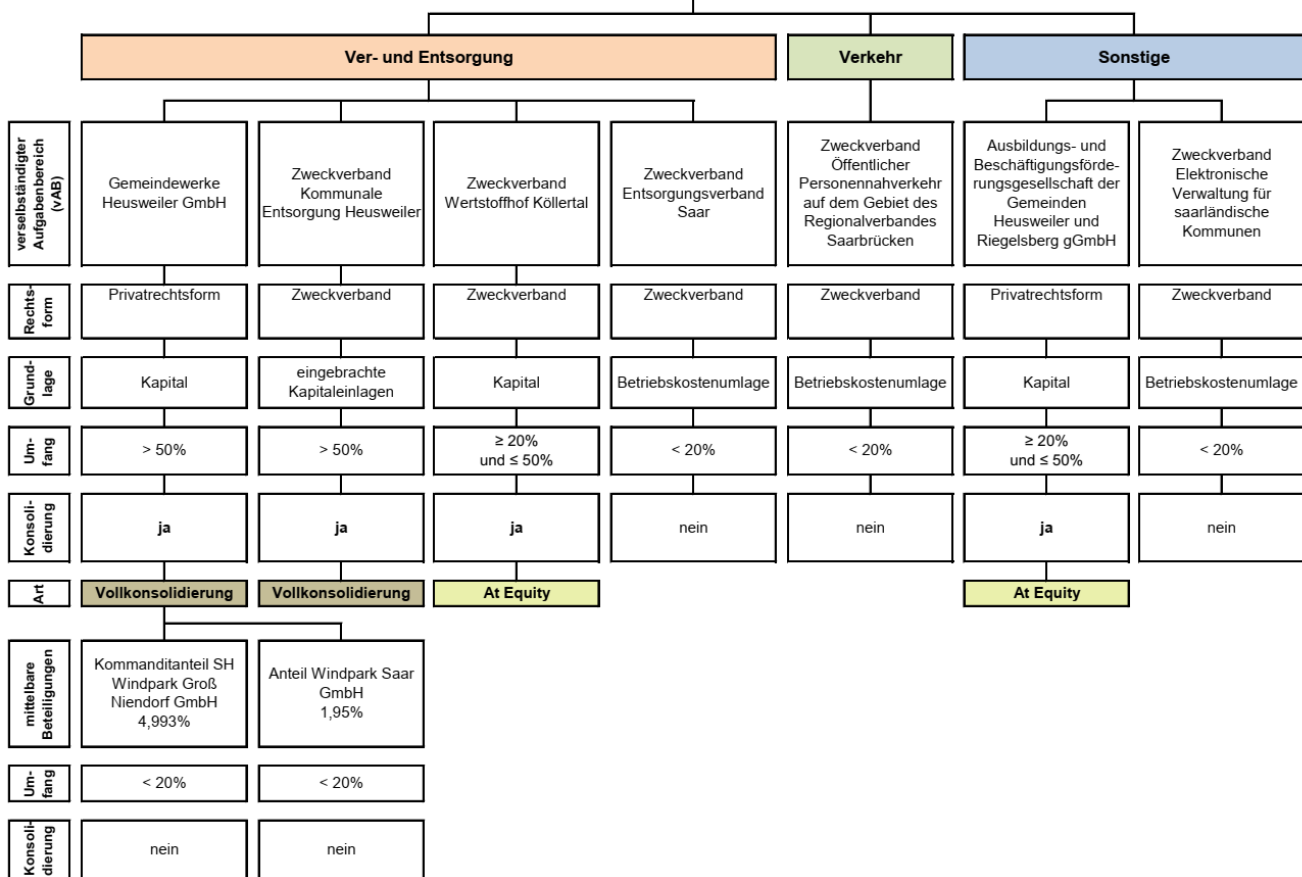 Ver- und Entsorgung
Verkehr
Sonstige
verselbständigter
Aufgabenbereich
(vAB)
Gemeindewerke
Heusweiler GmbH
Zweckverband
Kommunale
Entsorgung Heusweiler
Zweckverband
Wertstoffhof Köllertal
Zweckverband
Entsorgungsverband
Saar
Zweckverband
Öffentlicher
Personennahverkehr
auf dem Gebiet des
Regionalverbandes
Saarbrücken
Ausbildungs- und
Beschäftigungsförde-
rungsgesellschaft der
Gemeinden
Heusweiler und
Riegelsberg gGmbH
Zweckverband
Elektronische
Verwaltung für
saarländische
Kommunen
Rechts-
form
Privatrechtsform
Zweckverband
Zweckverband
Zweckverband
Zweckverband
Privatrechtsform
Zweckverband
Grund-
lage
Kapital
eingebrachte
Kapitaleinlagen
Kapital
Betriebskostenumlage
Betriebskostenumlage
Kapital
Betriebskostenumlage
Um-
fang
> 50%
> 50%
≥ 20%
und ≤ 50%
< 20%
< 20%
≥ 20%
und ≤ 50%
< 20%
Konsoli-
dierung
ja
ja
ja
nein
nein
ja
nein
Art
Vollkonsolidierung
Vollkonsolidierung
At Equity
At Equity
mittelbare
Beteiligungen
Kommanditanteil SH
Windpark Groß
Niendorf GmbH
4,993%
Anteil Windpark Saar
GmbH
1,95%
Um-
fang
< 20%
< 20%
Konsoli-
dierung
nein
nein